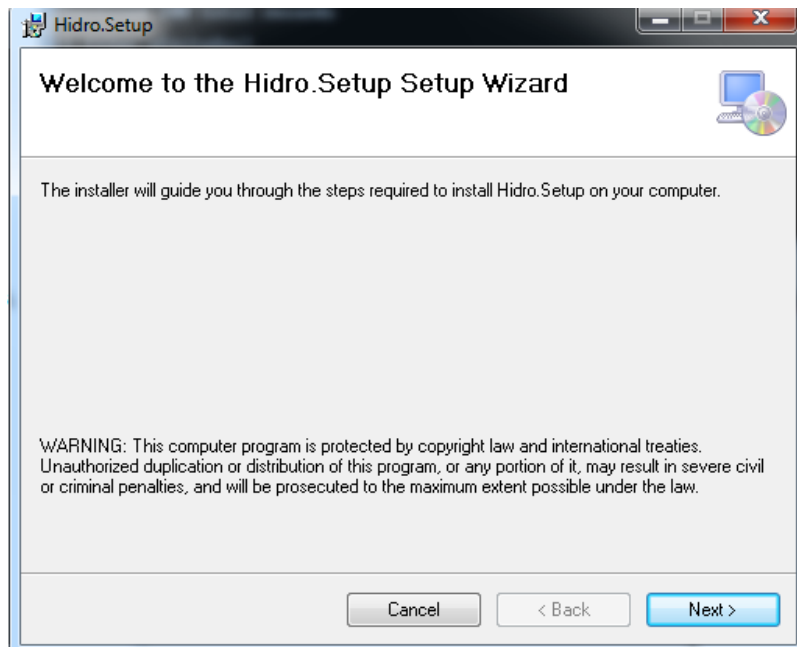 Hidro.Setup
Welcome to the Hidro.Setup Setup Wizard
The installer will guide you through the steps required to install Hidro.Setup on your computer.
WARNING: This computer program is protected by copyright law and international treaties.
Unauthorized duplication or distribution of this program, or any portion of it, may result in severe civil
or criminal penalties, and will be prosecuted to the maximum extent possible under the law.
Cancel
< Back
Next >